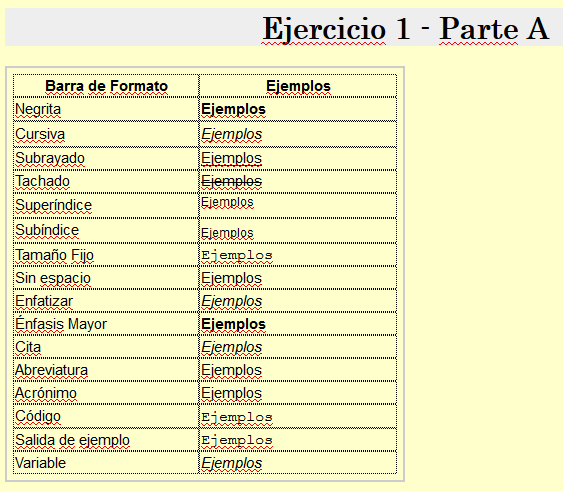 Ejercicio 1 - Parte A
Barra de Formato Ejemplos
Negrita Ejemplos
Cursiva Ejemplos
Subrayado Ejemplos
Tachado Ejemplos
Superíndice Ejemplos
Subíndice Ejemplos
Tamaño Fijo Ejemplos
Sin espacio Ejemplos
Enfatizar Ejemplos
Énfasis Mayor Ejemplos
Cita Ejemplos
Abreviatura Ejemplos
Acrónimo Ejemplos
Código Ejemplos
Salida de ejemplo Ejemplos
Variable Ejemplos